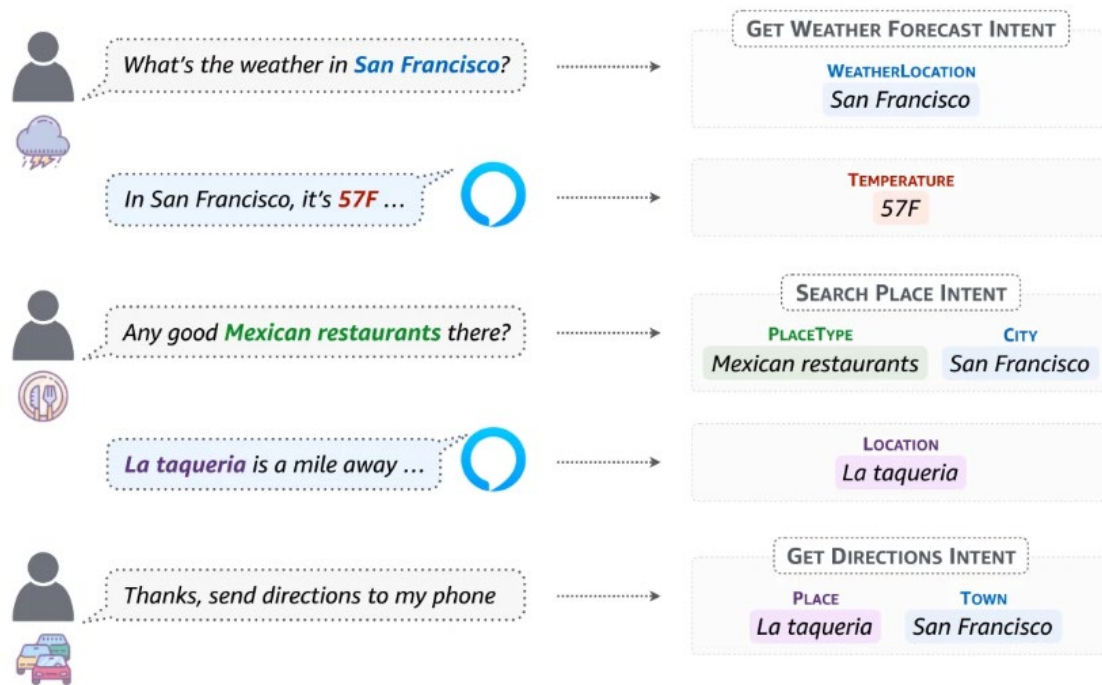 What's the weather in San Francisco?
GET WEATHER FORECAST INTENT
WEATHERLOCATION
San Francisco
In San Francisco, it's 57F ...
TEMPERATURE
57F
Any good Mexican restaurants there?
SEARCH PLACE INTENT
PLACETYPE CITY
Mexican restaurants San Francisco
La taqueria is a mile away ...
LOCATION
La taqueria
Thanks, send directions to my phone
GET DIRECTIONS INTENT
PLACE TOWN
La taqueria San Francisco